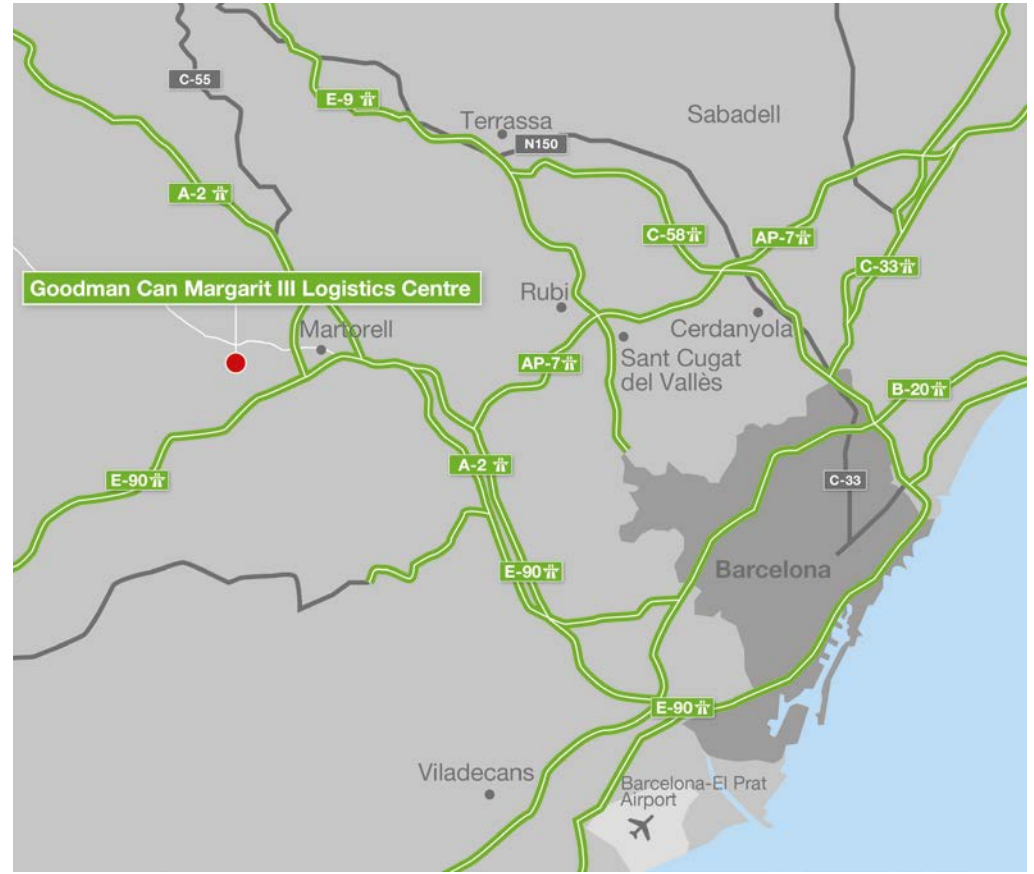 C-55
E-9
Terrassa
Sabadell
N150
A-2
C-58
AP-7
C-33
Goodman Can Margarit III Logistics Centre
Rubi
Martorell
Cerdanyola
AP-7
Sant Cugat
del Vallès
B-20
A-2
E-90
C-33
E-90
Barcelona
E-90
Viladecans
Barcelona-El Prat
Airport